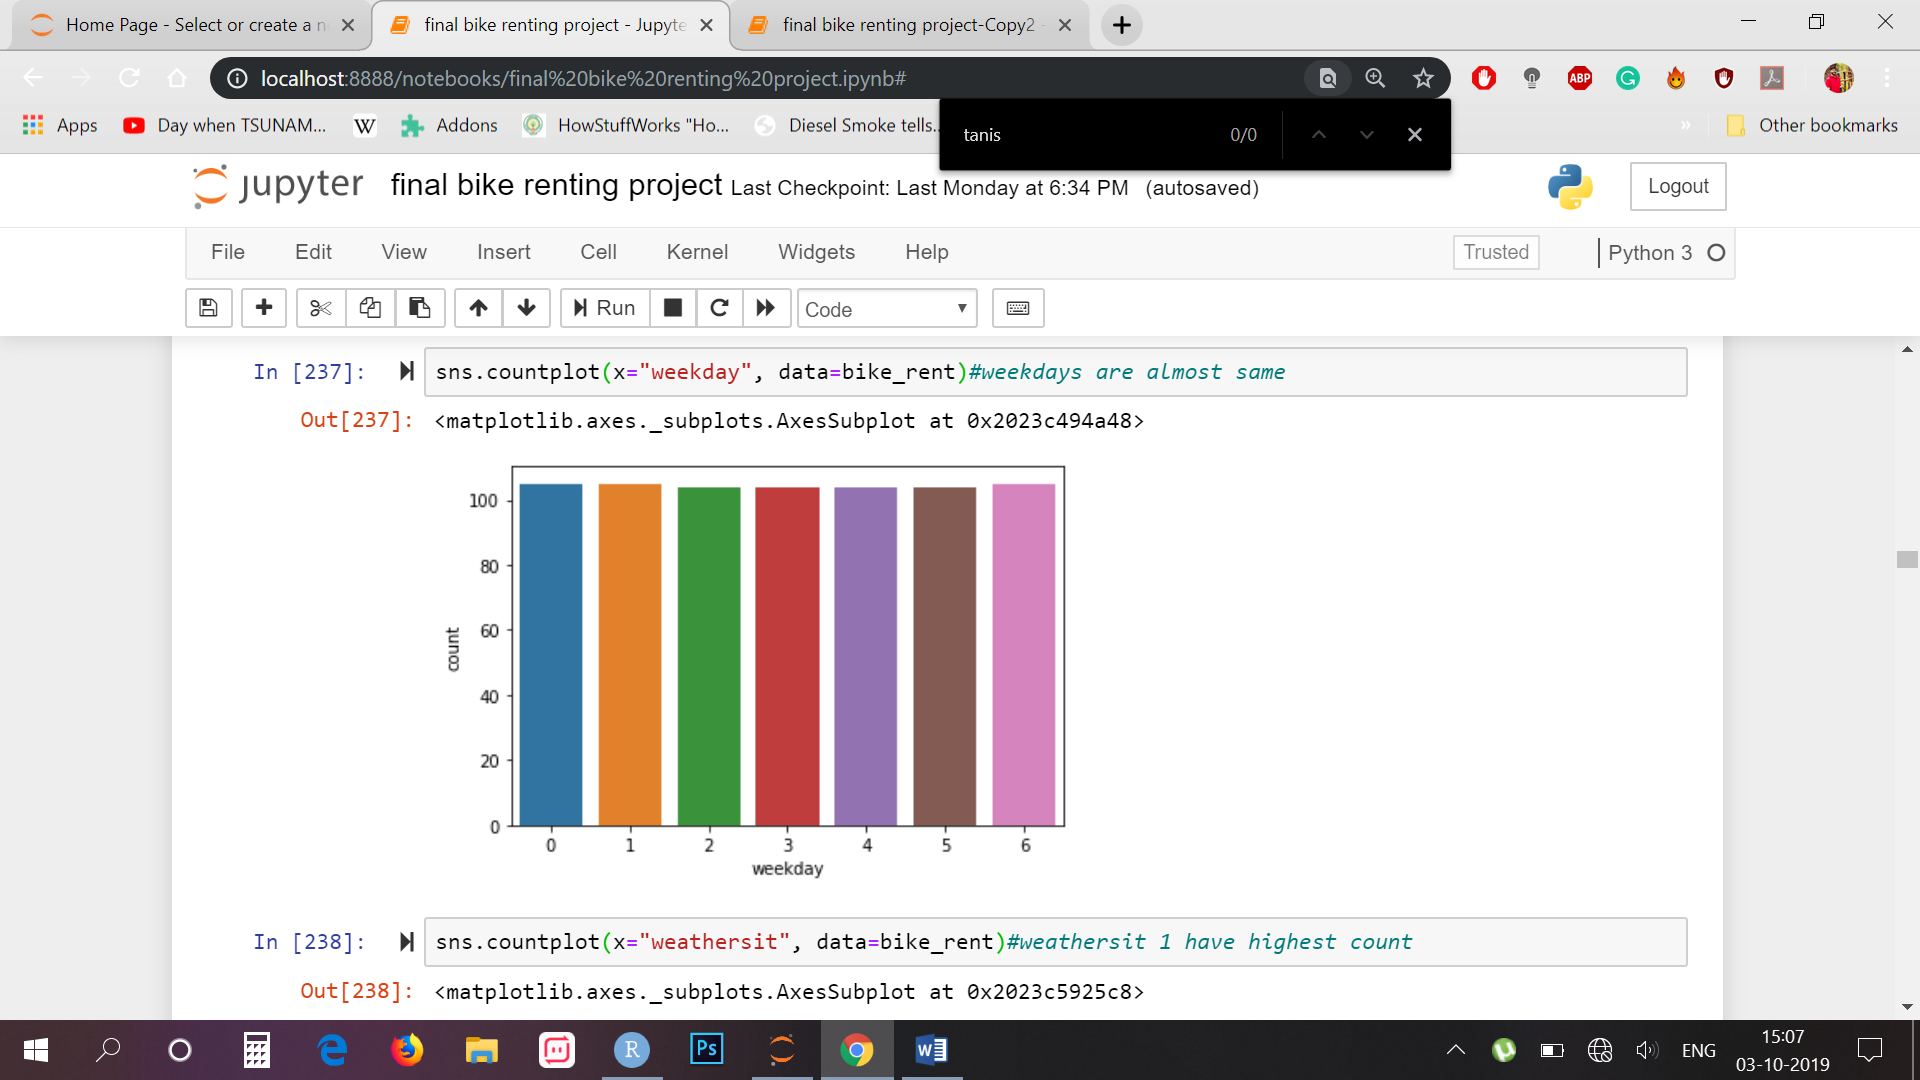 Home Page - Select or create a n
final bike renting project - Jupyte
final bike renting project-Copy2 -
localhost:8888/notebooks/final%20bike%20renting%20project.ipynb#
ABP
G
Apps
Day when TSUNAM...
W
Addons
HowStuffWorks "Ho...
Diesel Smoke tells...
»
Other bookmarks
tanis
0/0
jupyter
final bike renting project Last Checkpoint: Last Monday at 6:34 PM (autosaved)
Logout
File Edit View Insert Cell Kernel Widgets Help
Trusted
Python 3
Run
Code
In [237]: sns.countplot(x="weekday", data=bike_rent)#weekdays are almost same
Out[237]: <matplotlib.axes._subplots.AxesSubplot at 0x2023c494a48>
100
80
60
40
20
0
count
0 1 2 3 4 5 6
weekday
In [238]: sns.countplot(x="weathersit", data=bike_rent)#weathersit 1 have highest count
Out[238]: <matplotlib.axes._subplots.AxesSubplot at 0x2023c5925c8>
R
Ps
W
ENG
15:07
03-10-2019